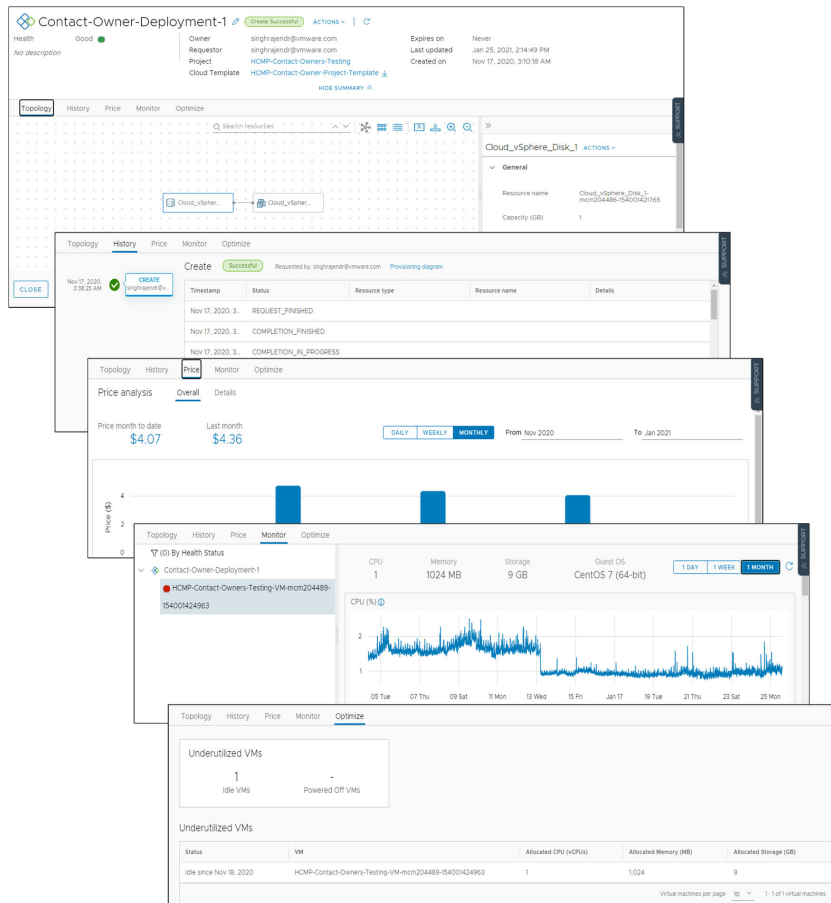 Contact-Owner-Deployment-1 Create Successful ACTIONS
Health Good Owner singhrajendr@vmware.com Expires on Never
No description Requestor singhrajendr@vmware.com Last updated Jan 25, 2021, 2:14:49 PM
Project HCMP-Contact-Owners-Testing Created on Nov 17, 2020, 3:10:18 AM
Cloud Template HCMP-Contact-Owner-Project-Template
HIDE SUMMARY
Topology History Price Monitor Optimize
SUPPORT
Search resources
Cloud_vSphere_Disk_1 ACTIONS
General
Resource name Cloud_vSphere_Disk_1-
mcm204486-154001421765
Capacity (GB) 1
Cloud_vSpher... Cloud_vSpher...
CLOSE
Topology History Price Monitor Optimize
SUPPORT
Create Successful Requested by: singhrajendr@vmware.com Provisioning diagram
Nov 17, 2020,
3:38:25 AM
CREATE
singhrajendr@v...
Timestamp Status Resource type Resource name Details
Nov 17, 2020, 3... REQUEST_FINISHED
Nov 17, 2020, 3... COMPLETION_FINISHED
Nov 17, 2020, 3... COMPLETION_IN_PROGRESS
Topology History Price Monitor Optimize
SUPPORT
Price analysis Overall Details
Price month to date Last month
$4.07 $4.36
DAILY WEEKLY MONTHLY From Nov 2020 To Jan 2021
Price ($)
4
2
0
Topology History Price Monitor Optimize
SUPPORT
(0) By Health Status
Contact-Owner-Deployment-1
HCMP-Contact-Owners-Testing-VM-mcm204489-
154001424963
CPU Memory Storage Guest OS
1 1024 MB 9 GB CentOS 7 (64-bit)
1 DAY 1 WEEK 1 MONTH
CPU (%)
2
1
05 Tue 07 Thu 09 Sat 11 Mon 13 Wed 15 Fri Jan 17 19 Tue 21 Thu 23 Sat 25 Mon
Topology History Price Monitor Optimize
Underutilized VMs
1 -
Idle VMs Powered Off VMs
Underutilized VMs
Status VM Allocated CPU (vCPUs) Allocated Memory (MB) Allocated Storage (GB)
Idle since Nov 18, 2020 HCMP-Contact-Owners-Testing-VM-mcm204489-154001424963 1 1,024 9
Virtual machines per page 10 1 - 1 of 1 virtual machines